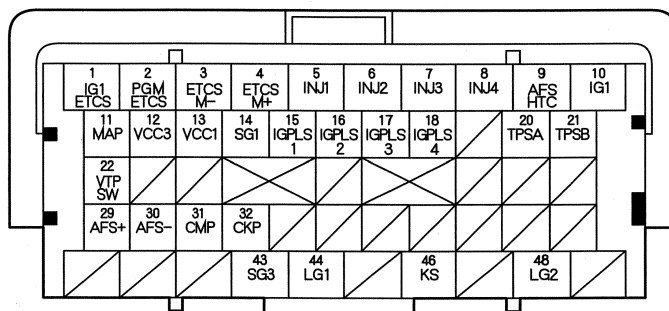 1 2 3 4 5 6 7 8 9 10
IG1 PGM ETCS ETCS INJ1 INJ2 INJ3 INJ4 AFS IG1
ETCS ETCS M− M+ HTC
11 12 13 14 15 16 17 18 20 21
MAP VCC3 VCC1 SG1 IGPLS IGPLS IGPLS IGPLS TPSA TPSB
1 2 3 4
22
VTP
SW
29 30 31 32
AFS+ AFS− CMP CKP
43 44 46 48
SG3 LG1 KS LG2